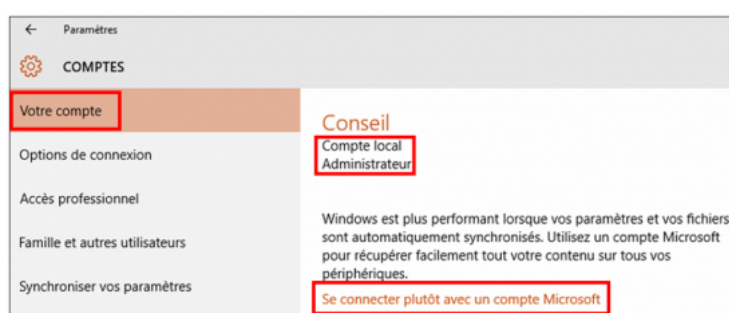 ← Paramètres
COMPTES
Votre compte
Options de connexion
Accès professionnel
Famille et autres utilisateurs
Synchroniser vos paramètres
Conseil
Compte local
Administrateur
Windows est plus performant lorsque vos paramètres et vos fichiers
sont automatiquement synchronisés. Utilisez un compte Microsoft
pour récupérer facilement tout votre contenu sur tous vos
périphériques.
Se connecter plutôt avec un compte Microsoft